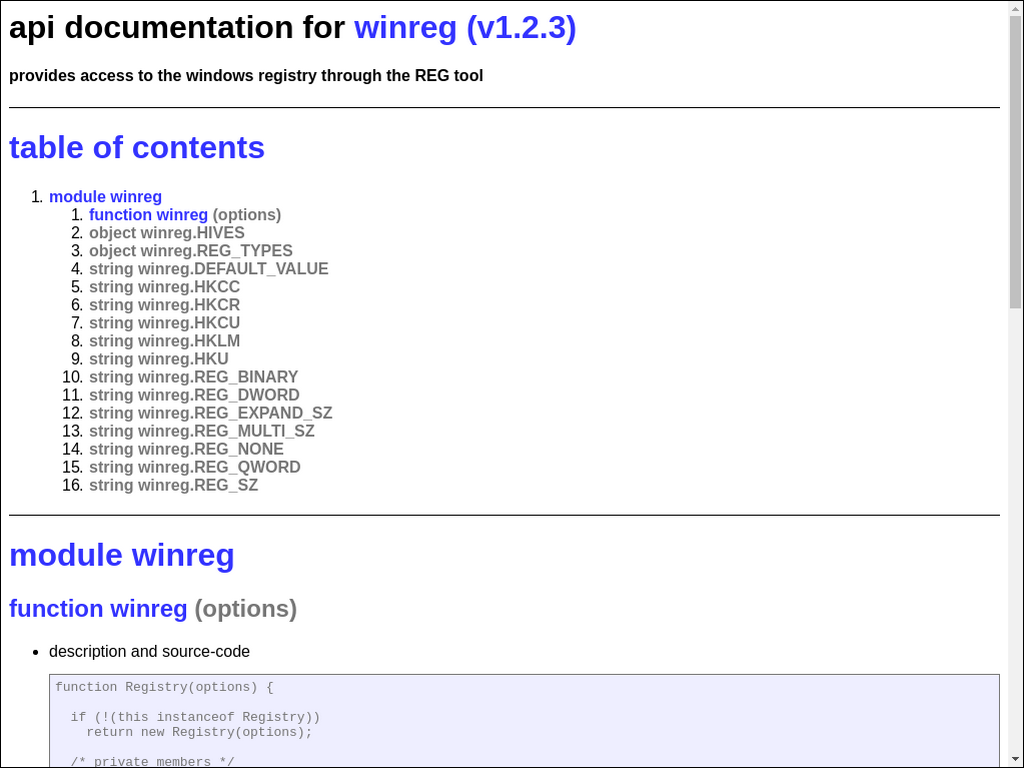 api documentation for winreg (v1.2.3)
provides access to the windows registry through the REG tool
table of contents
1. module winreg
1. function winreg (options)
2. object winreg.HIVES
3. object winreg.REG_TYPES
4. string winreg.DEFAULT_VALUE
5. string winreg.HKCC
6. string winreg.HKCR
7. string winreg.HKCU
8. string winreg.HKLM
9. string winreg.HKU
10. string winreg.REG_BINARY
11. string winreg.REG_DWORD
12. string winreg.REG_EXPAND_SZ
13. string winreg.REG_MULTI_SZ
14. string winreg.REG_NONE
15. string winreg.REG_QWORD
16. string winreg.REG_SZ
module winreg
function winreg (options)
• description and source-code
function Registry(options) {
if (!(this instanceof Registry))
return new Registry(options);
/* private members */